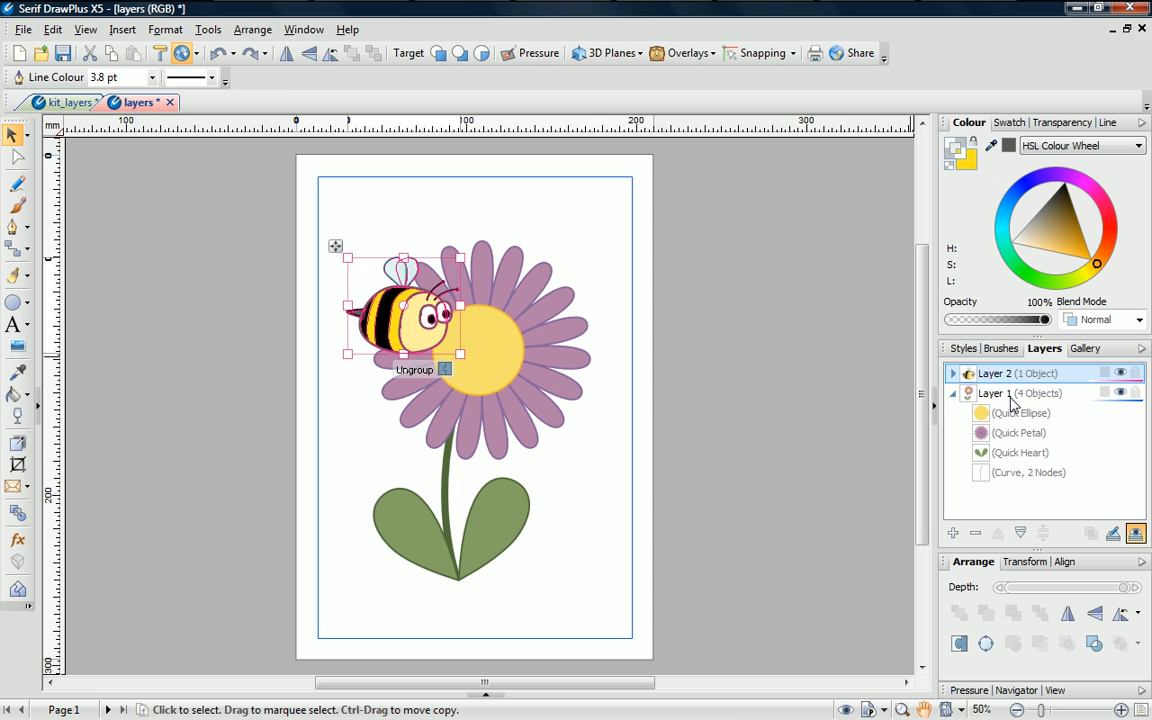 Serif DrawPlus X5 - [layers (RGB) *]
File Edit View Insert Format Tools Arrange Window Help
Target Pressure 3D Planes Overlays Snapping Share
Line Colour 3.8 pt
kit_layers * layers *
mm 100 0 100 200 300
Colour Swatch Transparency Line
HSL Colour Wheel
H:
S:
L:
Opacity 100% Blend Mode
Normal
Styles Brushes Layers Gallery
Layer 2 (1 Object)
Layer 1 (4 Objects)
(Quick Ellipse)
(Quick Petal)
(Quick Heart)
(Curve, 2 Nodes)
Ungroup
200
300
Arrange Transform Align
Depth:
Pressure Navigator View
Page 1 Click to select. Drag to marquee select. Ctrl-Drag to move copy. 50%